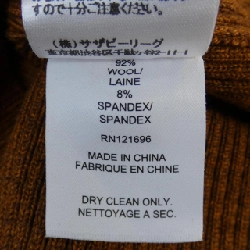 すので十分ご注意ください。
(株)サザビーリーグ
92%
WOOL/
LAINE
8%
SPANDEX/
SPANDEX
RN121696
MADE IN CHINA
FABRIQUE EN CHINE
DRY CLEAN ONLY.
NETTOYAGE A SEC.